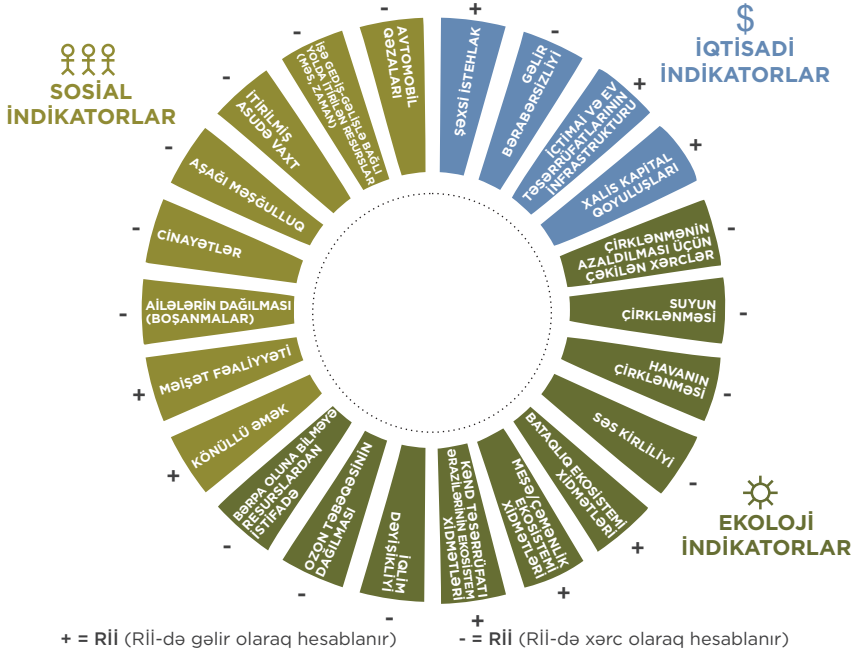 $
İQTİSADİ
İNDİKATORLAR
+
ŞƏXSİ İSTEHLAK
-
GƏLİR
BƏRABƏRSİZLİYİ
+
İCTİMAİ VƏ EV
TƏSƏRRÜFATLARININ
İNFRASTRUKTURU
+
XALİS KAPİTAL
QOYULUŞLARI
-
ÇİRKLƏNMƏNİN
AZALDILMASI ÜÇÜN
ÇƏKİLƏN XƏRCLƏR
-
SUYUN
ÇİRKLƏNMƏSİ
-
HAVANIN
ÇİRKLƏNMƏSİ
-
SƏS KİRLİLİYİ
EKOLOJİ
İNDİKATORLAR
+
BATAQLIQ EKOSİSTEMİ
XİDMƏTLƏRİ
+
MEŞƏ/ÇƏMƏNLİK
EKOSİSTEMİ
XİDMƏTLƏRİ
+
KƏND TƏSƏRRÜFATI
ƏRAZİLƏRİNİN EKOSİSTEM
XİDMƏTLƏRİ
-
İQLİM
DƏYİŞİKLİYİ
-
OZON TƏBƏQƏSİNİN
DAĞILMASI
-
BƏRPA OLUNA BİLMƏYƏ
RESURSLARDAN
İSTİFADƏ
+
KÖNÜLLÜ ƏMƏK
+
MƏİŞƏT FƏALİYYƏTİ
-
AİLƏLƏRİN DAĞILMASI
(BOŞANMALAR)
-
CİNAYƏTLƏR
-
AŞAĞI MƏŞĞULLUQ
-
İTİRİLMİŞ
ASUDƏ VAXT
-
İŞƏ GEDİŞ-GƏLİŞLƏ BAĞLI
YOLDA İTİRİLƏN RESURSLAR
(MƏS, ZAMAN)
-
AVTOMOBİL
QƏZALARI
SOSİAL
İNDİKATORLAR
+ = Rİİ (Rİİ-də gəlir olaraq hesablanır)
- = Rİİ (Rİİ-də xərc olaraq hesablanır)